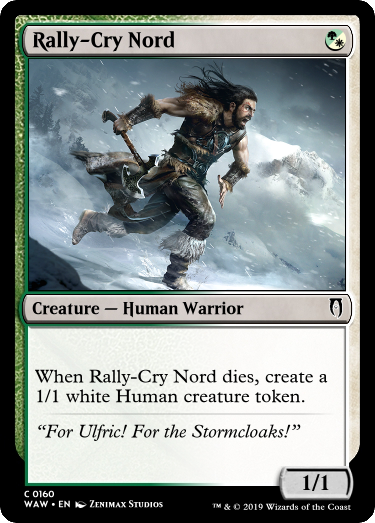 Rally-Cry Nord
Creature — Human Warrior
When Rally-Cry Nord dies, create a
1/1 white Human creature token.
“For Ulfric! For the Stormcloaks!”
1/1
C 0160
WAW • EN Zenimax Studios
™ & © 2019 Wizards of the Coast